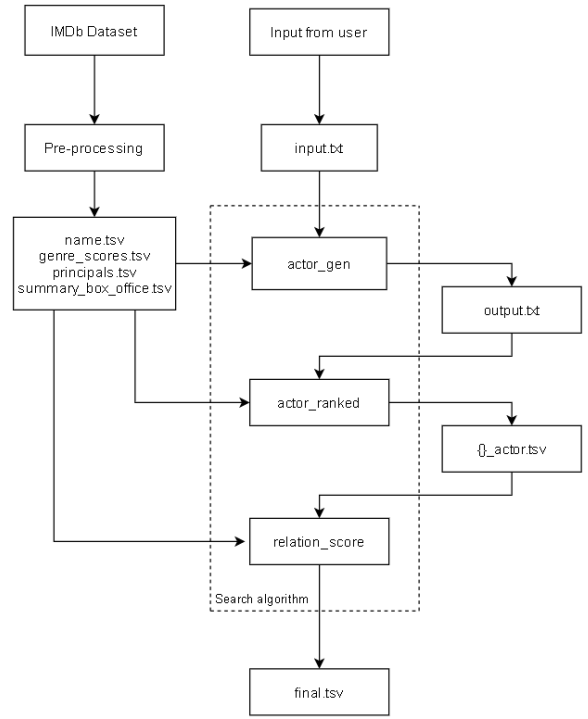 IMDb Dataset
Input from user
Pre-processing
input.txt
name.tsv
genre_scores.tsv
principals.tsv
summary_box_office.tsv
actor_gen
output.txt
actor_ranked
{}_actor.tsv
relation_score
Search algorithm
final.tsv